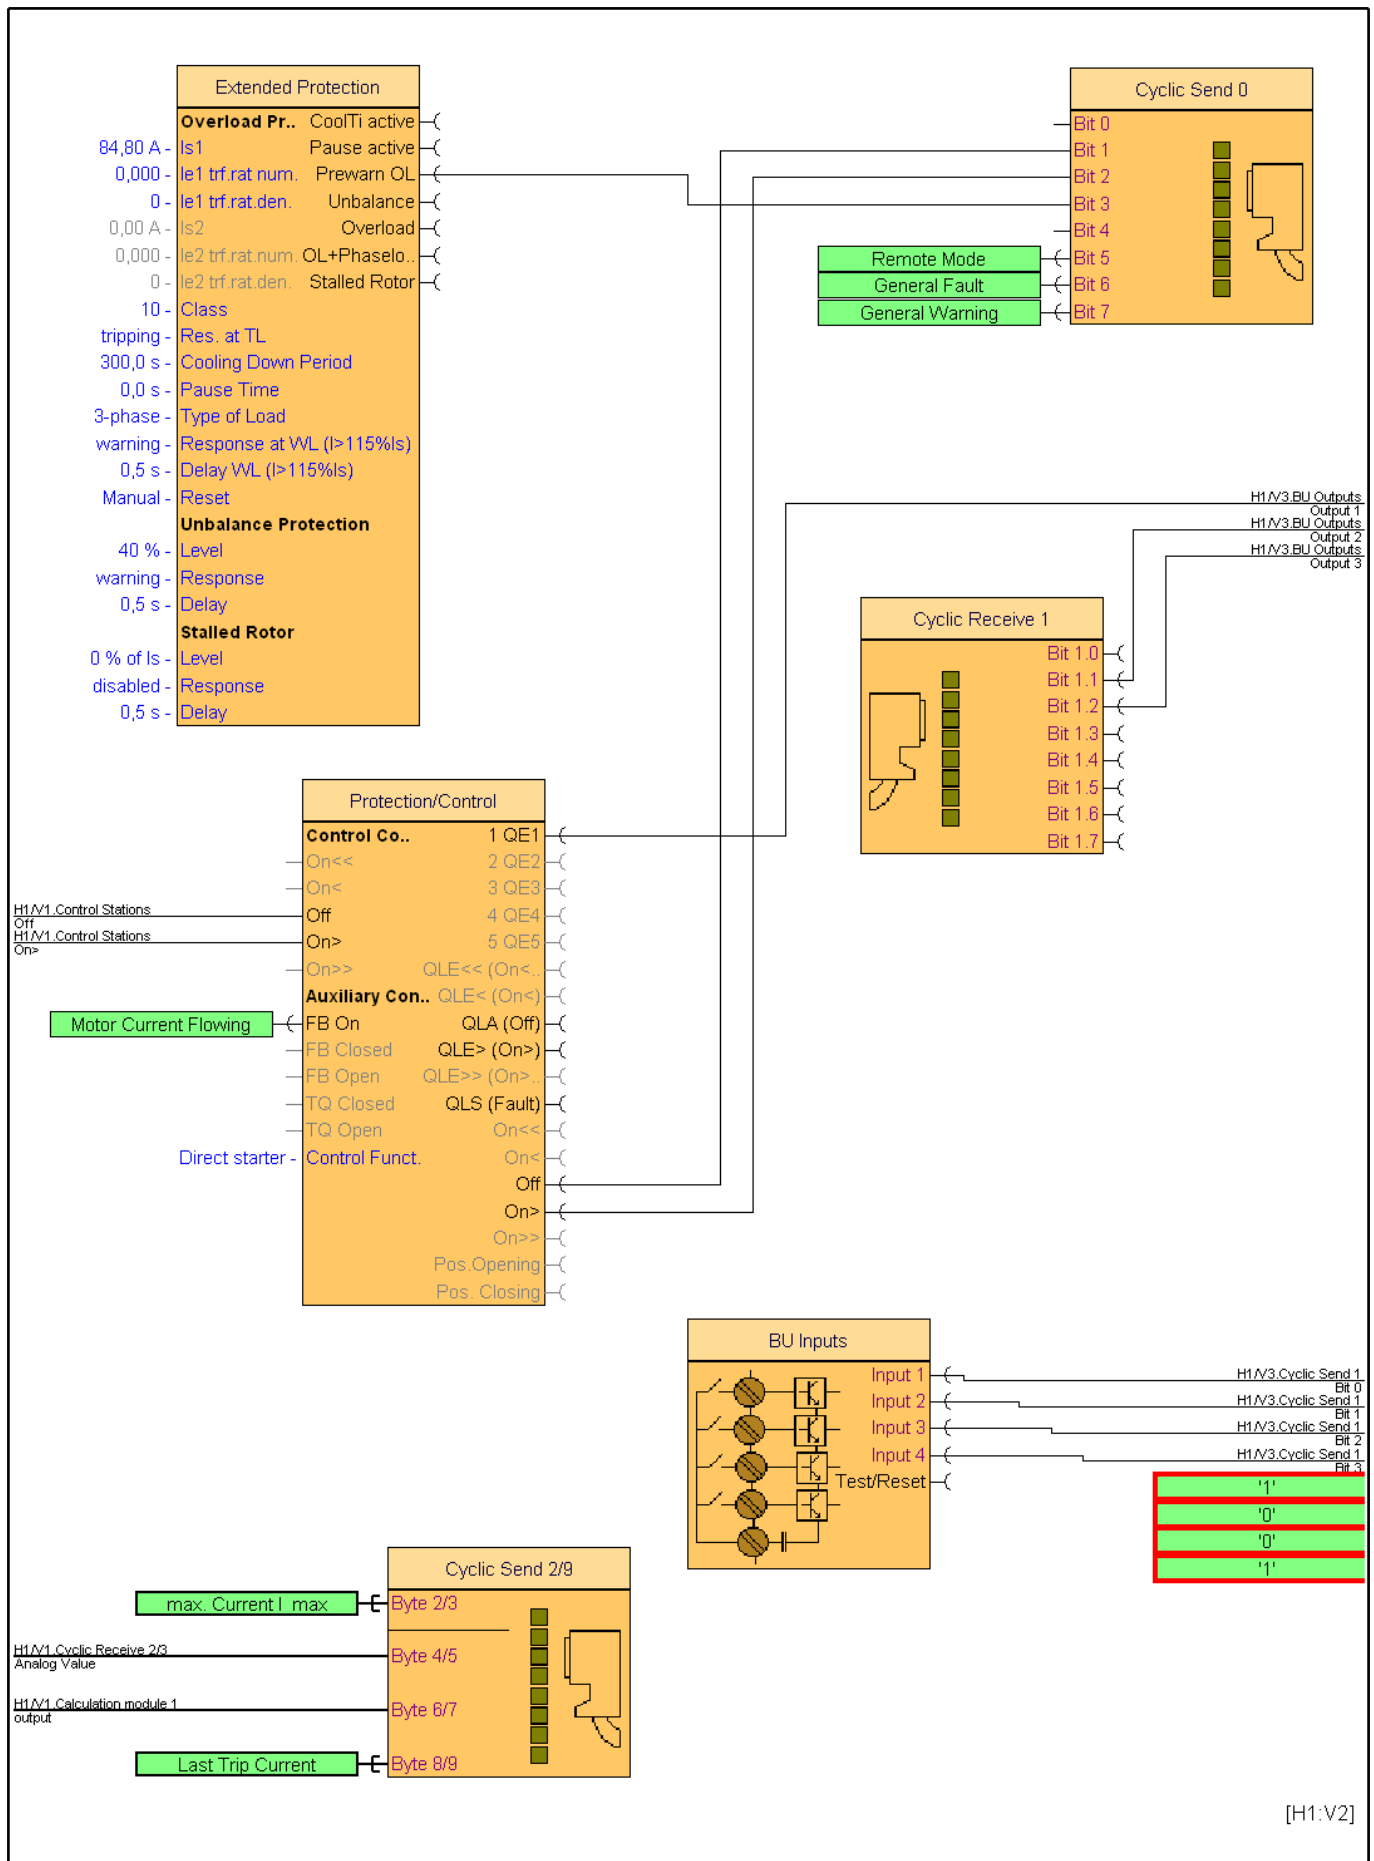 Extended Protection
Overload Pr.. CoolTi active
84,80 A - Is1 Pause active
0,000 - Ie1 trf.rat num. Prewarn OL
0 - Ie1 trf.rat.den. Unbalance
0,00 A - Is2 Overload
0,000 - Ie2 trf.rat.num. OL+Phaselo..
0 - Ie2 trf.rat.den. Stalled Rotor
10 - Class
tripping - Res. at TL
300,0 s - Cooling Down Period
0,0 s - Pause Time
3-phase - Type of Load
warning - Response at WL (I>115%Is)
0,5 s - Delay WL (I>115%Is)
Manual - Reset
Unbalance Protection
40 % - Level
warning - Response
0,5 s - Delay
Stalled Rotor
0 % of Is - Level
disabled - Response
0,5 s - Delay
Cyclic Send 0
Bit 0
Bit 1
Bit 2
Bit 3
Bit 4
Remote Mode Bit 5
General Fault Bit 6
General Warning Bit 7
H1/V3.BU Outputs
Output 1
H1/V3.BU Outputs
Output 2
H1/V3.BU Outputs
Output 3
Cyclic Receive 1
Bit 1.0
Bit 1.1
Bit 1.2
Bit 1.3
Bit 1.4
Bit 1.5
Bit 1.6
Bit 1.7
Protection/Control
Control Co.. 1 QE1
On<< 2 QE2
On< 3 QE3
H1/V1.Control Stations
Off
Off 4 QE4
H1/V1.Control Stations
On>
On> 5 QE5
On>> QLE<< (On<..
Auxiliary Con.. QLE< (On<)
Motor Current Flowing FB On QLA (Off)
FB Closed QLE> (On>)
FB Open QLE>> (On>..
TQ Closed QLS (Fault)
TQ Open On<<
Direct starter - Control Funct. On<
Off
On>
On>>
Pos.Opening
Pos. Closing
BU Inputs
Input 1
Input 2
Input 3
Input 4
Test/Reset
H1/V3.Cyclic Send 1
Bit 0
H1/V3.Cyclic Send 1
Bit 1
H1/V3.Cyclic Send 1
Bit 2
H1/V3.Cyclic Send 1
Bit 3
'1'
'0'
'0'
'1'
Cyclic Send 2/9
max. Current I_max Byte 2/3
H1/V1.Cyclic Receive 2/3
Analog Value
Byte 4/5
H1/V1.Calculation module 1
output
Byte 6/7
Last Trip Current Byte 8/9
[H1:V2]